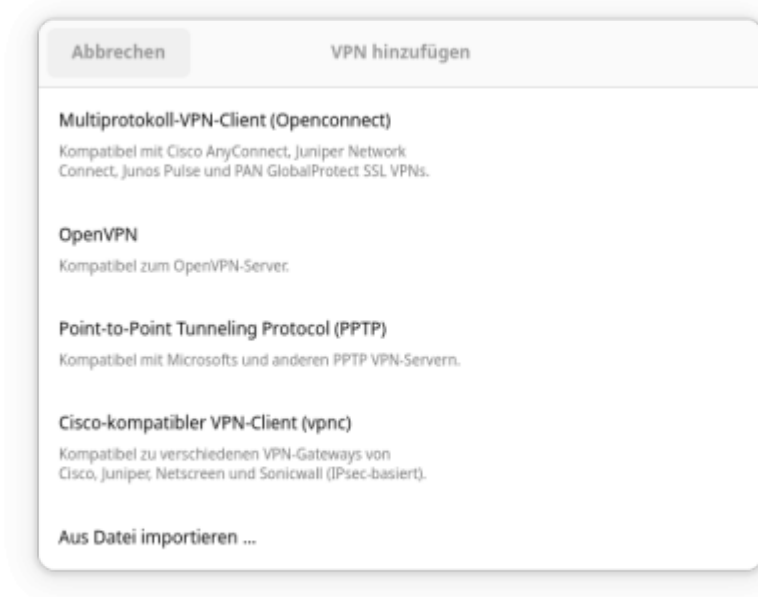 Abbrechen
VPN hinzufügen
Multiprotokoll-VPN-Client (Openconnect)
Kompatibel mit Cisco AnyConnect, Juniper Network
Connect, Junos Pulse und PAN GlobalProtect SSL VPNs.
OpenVPN
Kompatibel zum OpenVPN-Server.
Point-to-Point Tunneling Protocol (PPTP)
Kompatibel mit Microsofts und anderen PPTP VPN-Servern.
Cisco-kompatibler VPN-Client (vpnc)
Kompatibel zu verschiedenen VPN-Gateways von
Cisco, Juniper, Netscreen und Sonicwall (IPsec-basiert).
Aus Datei importieren ...